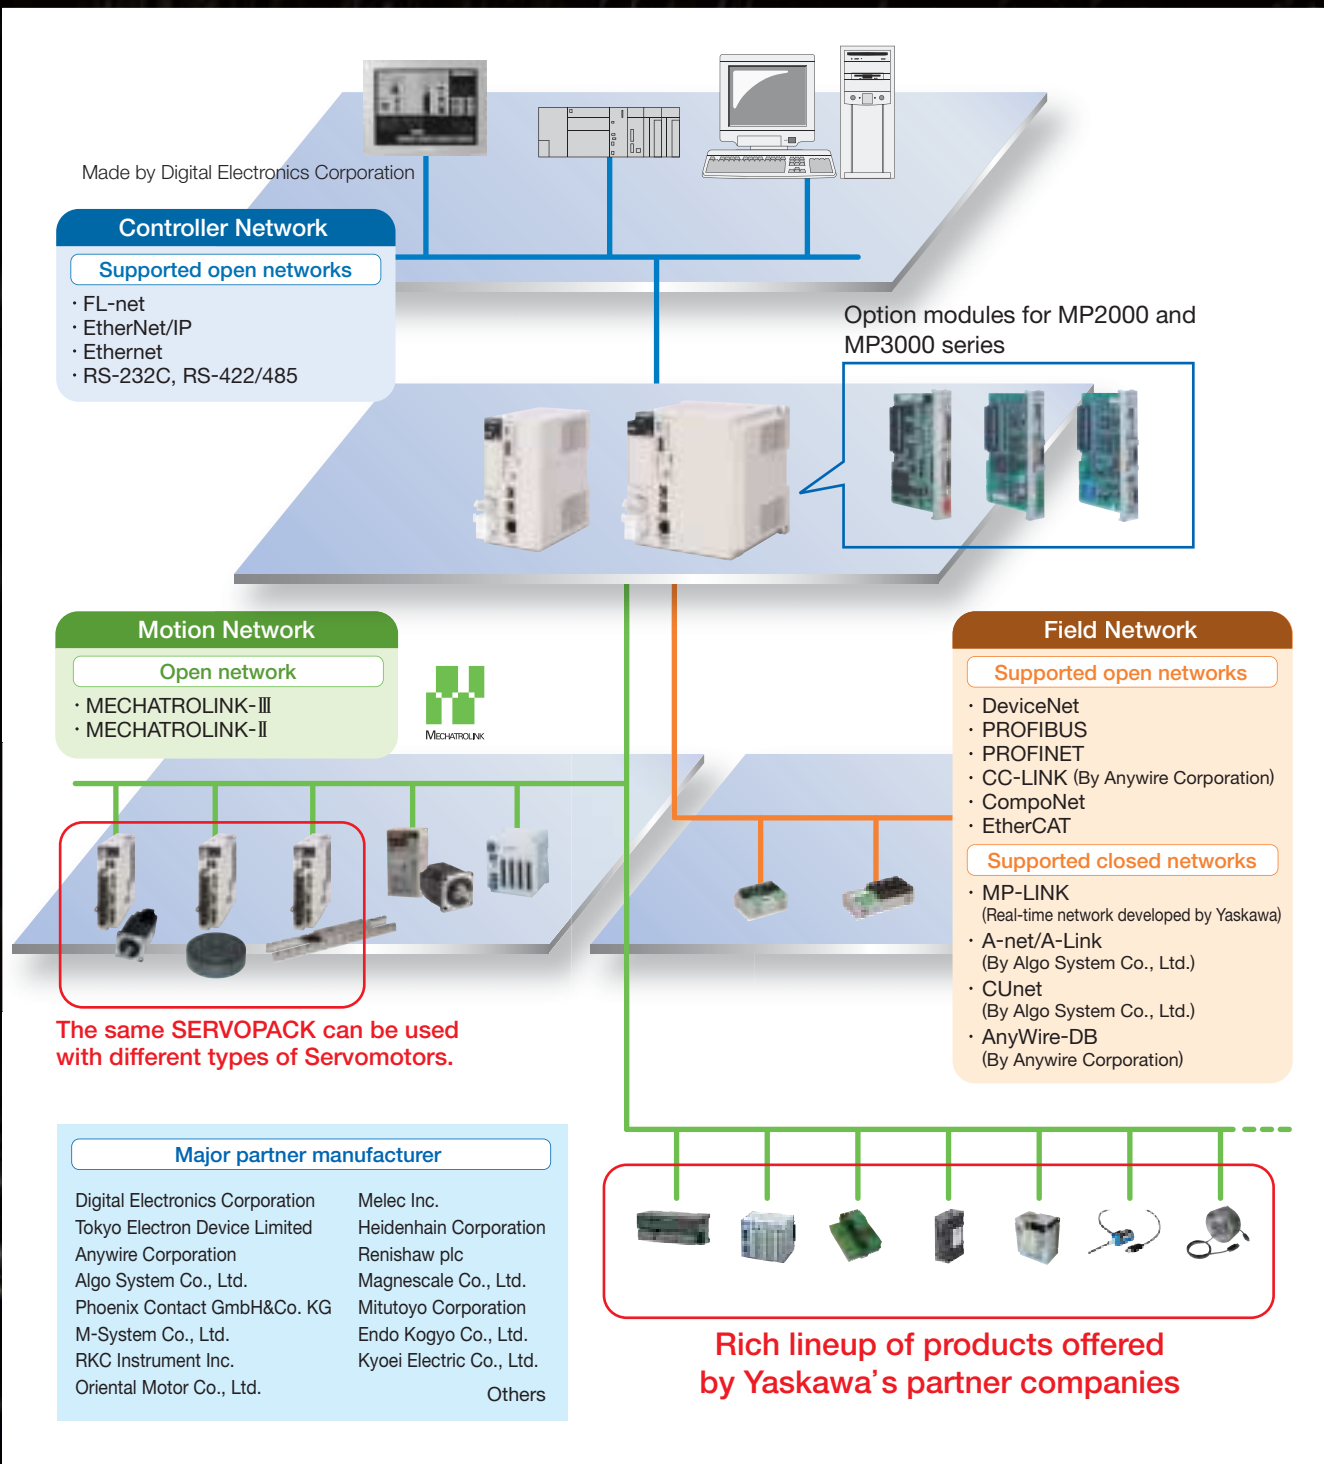 Made by Digital Electronics Corporation
Controller Network
Supported open networks
· FL-net
· EtherNet/IP
· Ethernet
· RS-232C, RS-422/485
Option modules for MP2000 and
MP3000 series
Motion Network
Open network
· MECHATROLINK-Ⅲ
· MECHATROLINK-Ⅱ
MECHATROLINK
Field Network
Supported open networks
· DeviceNet
· PROFIBUS
· PROFINET
· CC-LINK (By Anywire Corporation)
· CompoNet
· EtherCAT
Supported closed networks
· MP-LINK
(Real-time network developed by Yaskawa)
· A-net/A-Link
(By Algo System Co., Ltd.)
· CUnet
(By Algo System Co., Ltd.)
· AnyWire-DB
(By Anywire Corporation)
The same SERVOPACK can be used
with different types of Servomotors.
Major partner manufacturer
Digital Electronics Corporation
Tokyo Electron Device Limited
Anywire Corporation
Algo System Co., Ltd.
Phoenix Contact GmbH&Co. KG
M-System Co., Ltd.
RKC Instrument Inc.
Oriental Motor Co., Ltd.
Melec Inc.
Heidenhain Corporation
Renishaw plc
Magnescale Co., Ltd.
Mitutoyo Corporation
Endo Kogyo Co., Ltd.
Kyoei Electric Co., Ltd.
Others
Rich lineup of products offered
by Yaskawa's partner companies